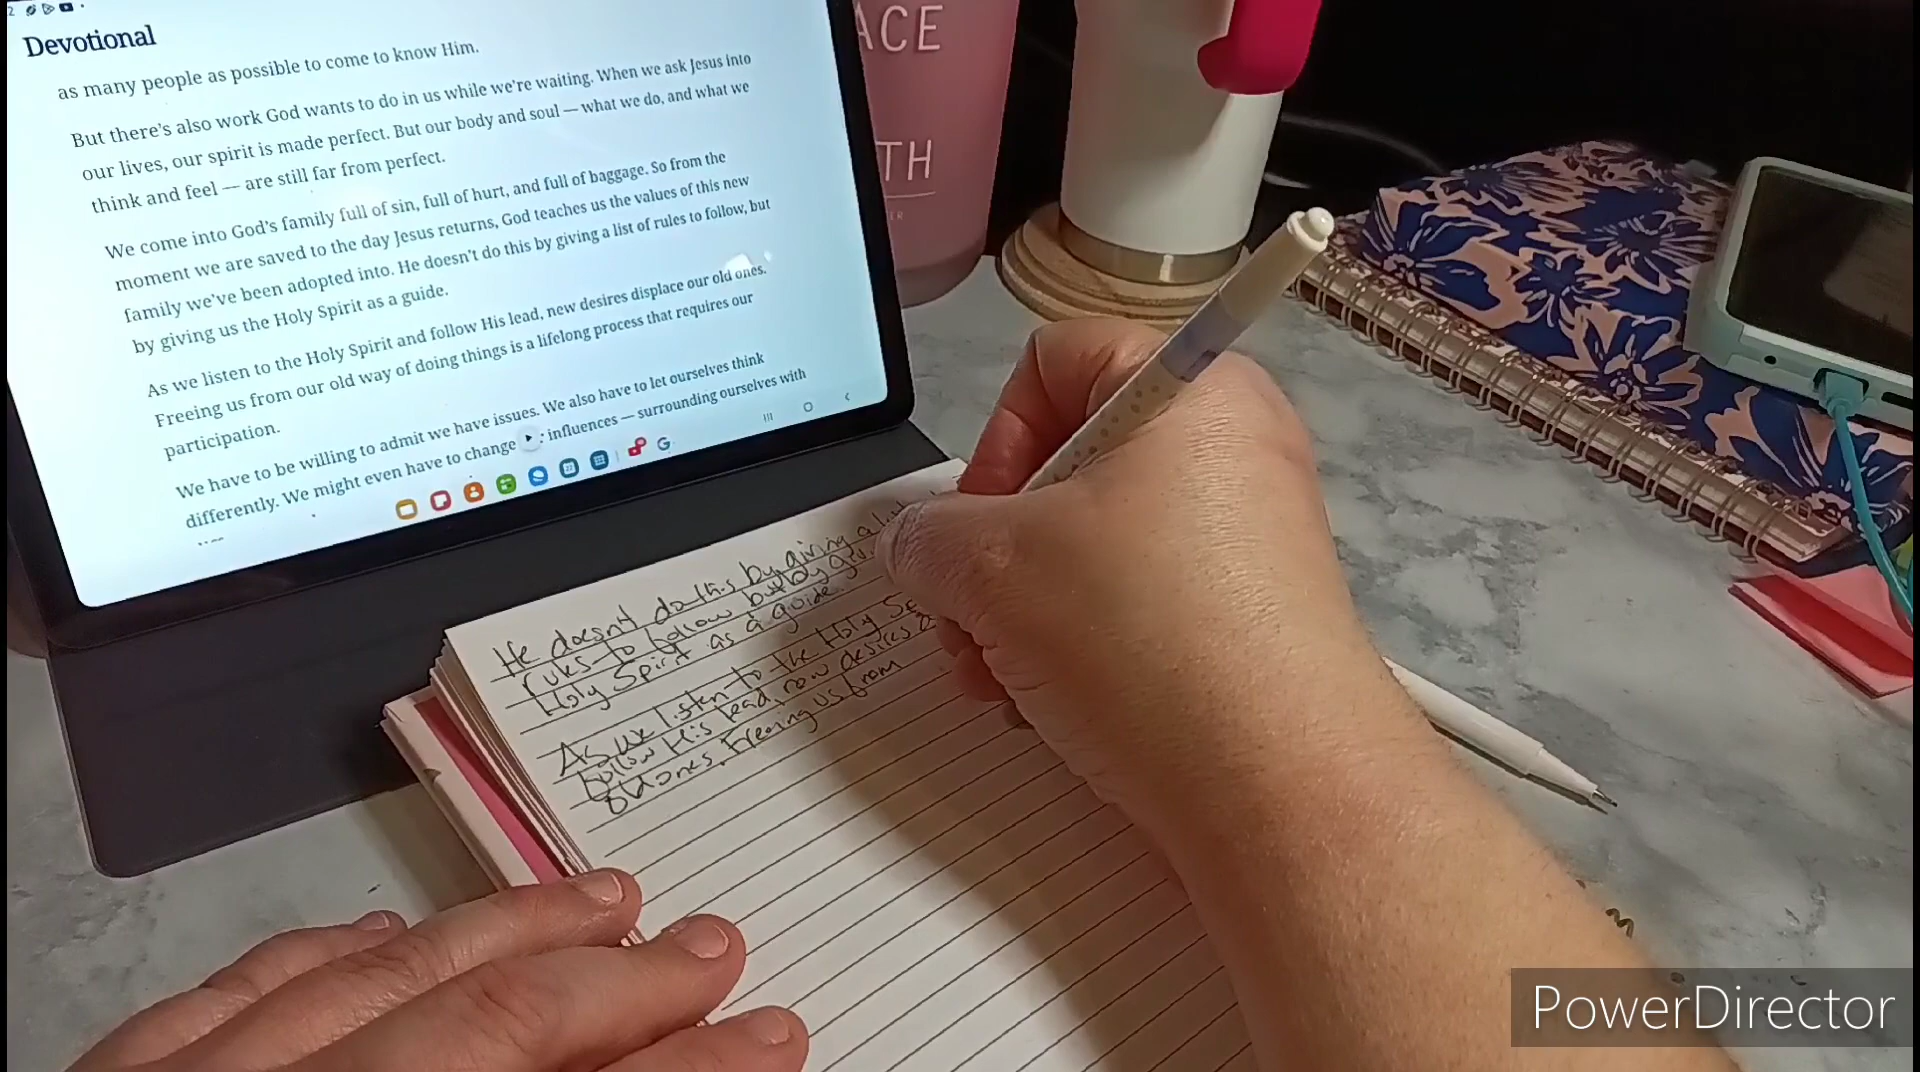 Devotional
as many people as possible to come to know Him.
But there's also work God wants to do in us while we're waiting. When we ask Jesus into
our lives, our spirit is made perfect. But our body and soul — what we do, and what we
think and feel — are still far from perfect.
We come into God's family full of sin, full of hurt, and full of baggage. So from the
moment we are saved to the day Jesus returns, God teaches us the values of this new
family we've been adopted into. He doesn't do this by giving a list of rules to follow, but
by giving us the Holy Spirit as a guide.
As we listen to the Holy Spirit and follow His lead, new desires displace our old ones.
Freeing us from our old way of doing things is a lifelong process that requires our
participation.
We have to be willing to admit we have issues. We also have to let ourselves think
differently. We might even have to change influences — surrounding ourselves with
ACE
TH
ER
He doesn't do this by giving a
rules to follow but by
Holy Spirit as a guide.
As we listen to the Holy
follow His lead, new desires
old ones. Freeing us from
PowerDirector